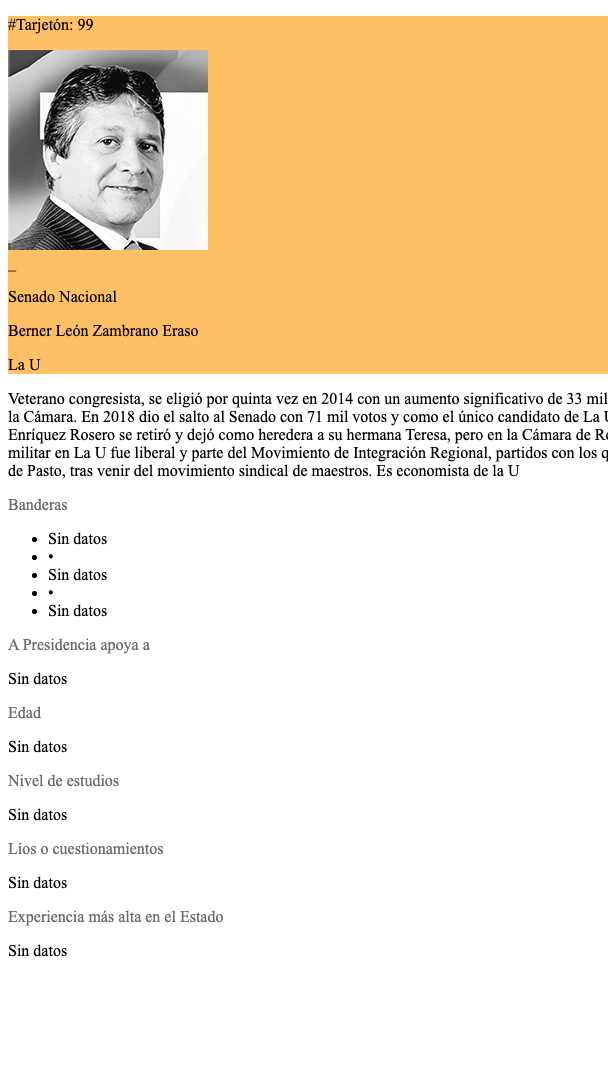 #Tarjetón: 99
_
Senado Nacional
Berner León Zambrano Eraso
La U
Veterano congresista, se eligió por quinta vez en 2014 con un aumento significativo de 33 mil
la Cámara. En 2018 dio el salto al Senado con 71 mil votos y como el único candidato de La U
Enríquez Rosero se retiró y dejó como heredera a su hermana Teresa, pero en la Cámara de
militar en La U fue liberal y parte del Movimiento de Integración Regional, partidos con los
de Pasto, tras venir del movimiento sindical de maestros. Es economista de la U
Banderas
• Sin datos
• •
• Sin datos
• •
• Sin datos
A Presidencia apoya a
Sin datos
Edad
Sin datos
Nivel de estudios
Sin datos
Líos o cuestionamientos
Sin datos
Experiencia más alta en el Estado
Sin datos